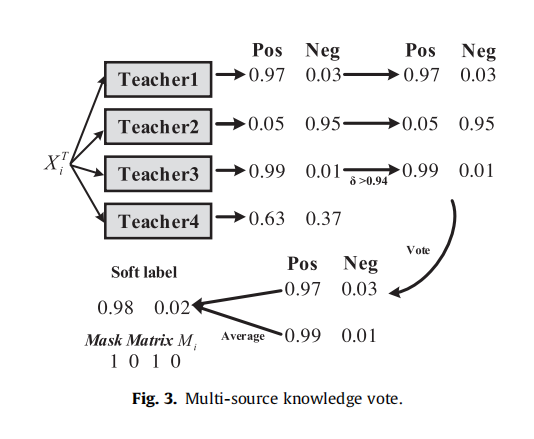 Pos Neg Pos Neg
Teacher1 0.97 0.03 0.97 0.03
Teacher2 0.05 0.95 0.05 0.95
X_i^T Teacher3 0.99 0.01 δ >0.94 0.99 0.01
Teacher4 0.63 0.37
Vote
Pos Neg
Soft label
0.97 0.03
0.98 0.02
Average 0.99 0.01
Mask Matrix M_i
1 0 1 0
Fig. 3. Multi-source knowledge vote.